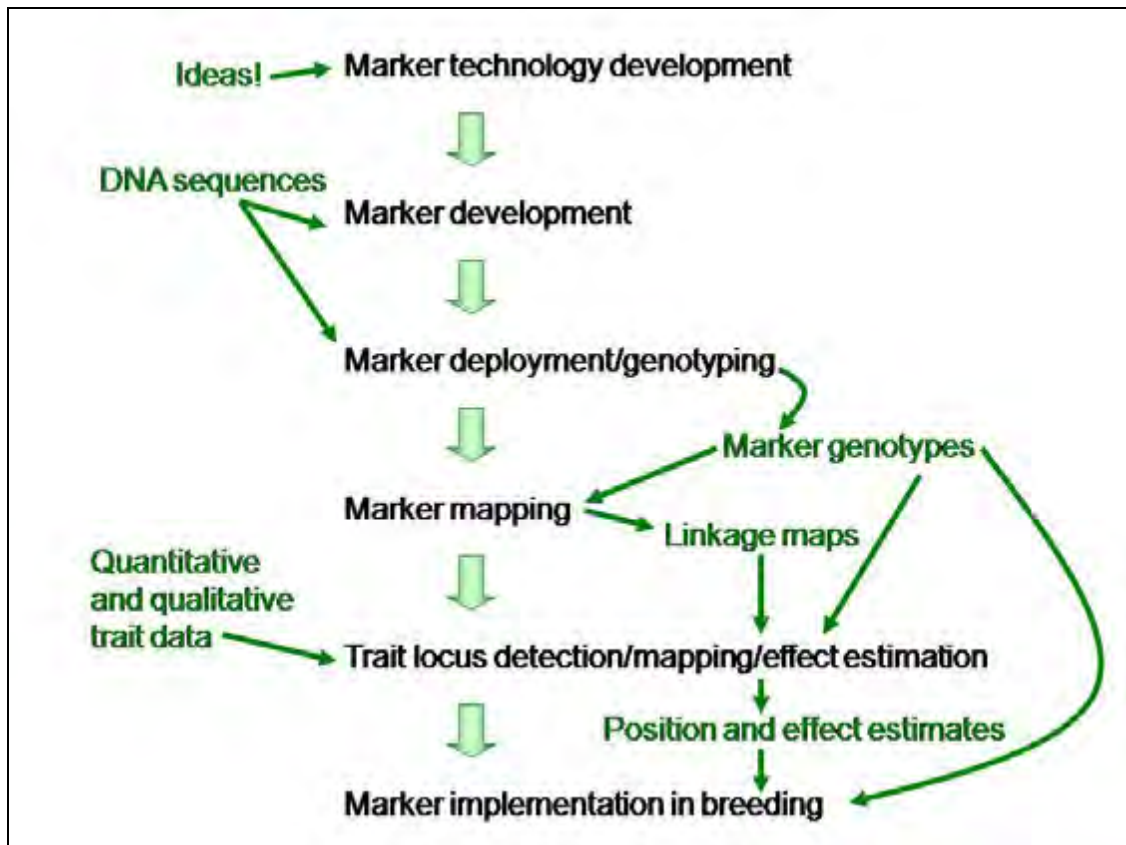 Ideas!
Marker technology development
DNA sequences
Marker development
Marker deployment/genotyping
Marker genotypes
Marker mapping
Linkage maps
Quantitative
and qualitative
trait data
Trait locus detection/mapping/effect estimation
Position and effect estimates
Marker implementation in breeding